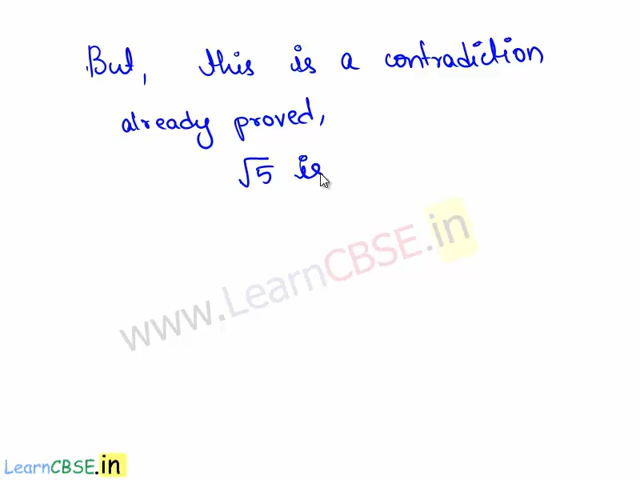 But, this is a contradiction
already proved,
√5 is
www.LearnCBSE.in
LearnCBSE.in